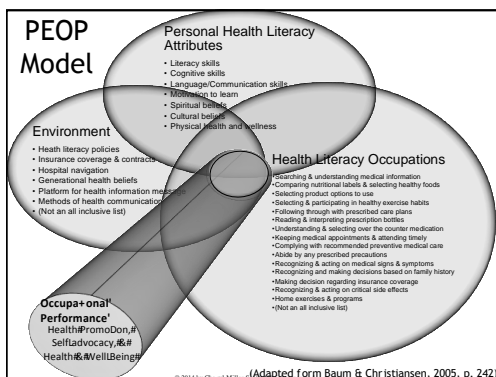 PEOP
Model
Personal Health Literacy
Attributes
• Literacy skills
• Cognitive skills
• Language/Communication skills
• Motivation to learn
• Spiritual beliefs
• Cultural beliefs
• Physical health and wellness
Environment
• Heath literacy policies
• Insurance coverage & contracts
• Hospital navigation
• Generational health beliefs
• Platform for health information message
• Methods of health communication
• (Not an all inclusive list)
Health Literacy Occupations
• Searching & understanding medical information
• Comparing nutritional labels & selecting healthy foods
• Selecting product options to use
• Selecting & participating in healthy exercise habits
• Following through with prescribed care plans
• Reading & interpreting prescription bottles
• Understanding & selecting over the counter medication
• Keeping medical appointments & attending timely
• Complying with recommended preventive medical care
• Abide by any prescribed precautions
• Recognizing & acting on medical signs & symptoms
• Recognizing and making decisions based on family history
• Making decision regarding insurance coverage
• Recognizing & acting on critical side effects
• Home exercises & programs
• (Not an all inclusive list)
Occupa+onal'
Performance'
Health#PromoDon,#
SelfLadvocacy,#&#
Health#&#WellLBeing#
(Adapted form Baum & Christiansen, 2005, p. 242)